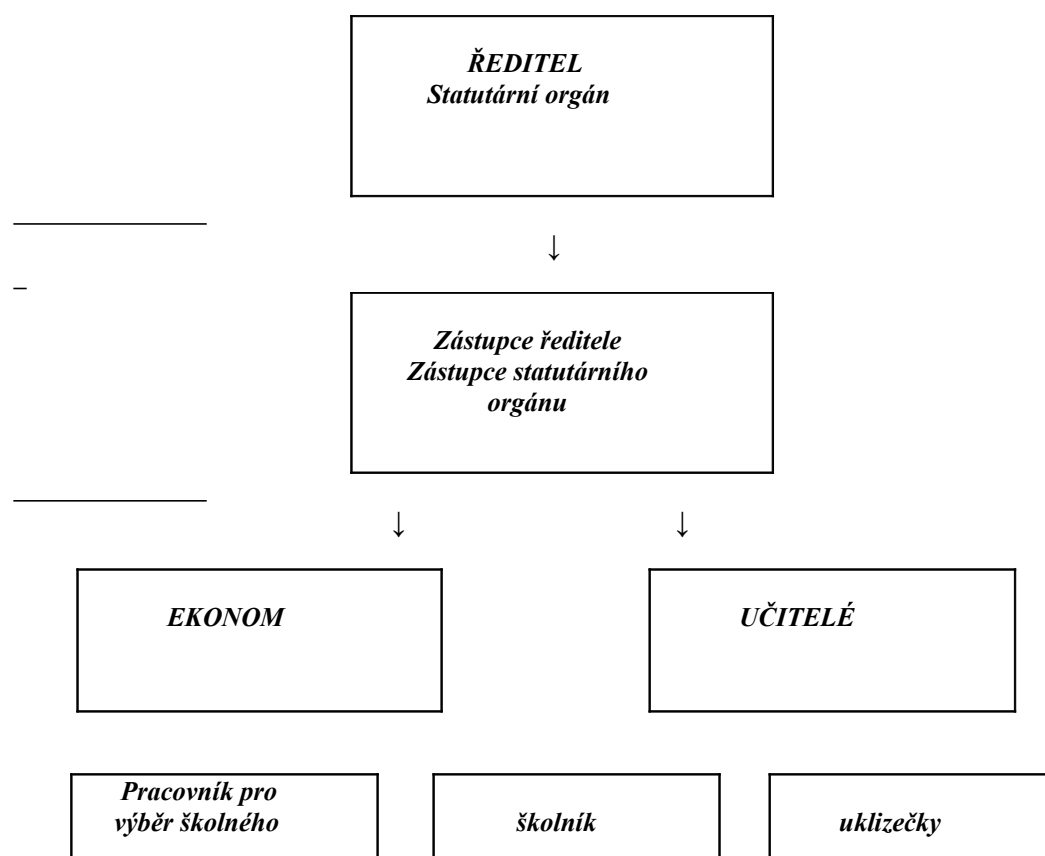 ŘEDITEL
Statutární orgán
↓
Zástupce ředitele
Zástupce statutárního
orgánu
↓ ↓
EKONOM
UČITELÉ
Pracovník pro
výběr školného
školník
uklizečky